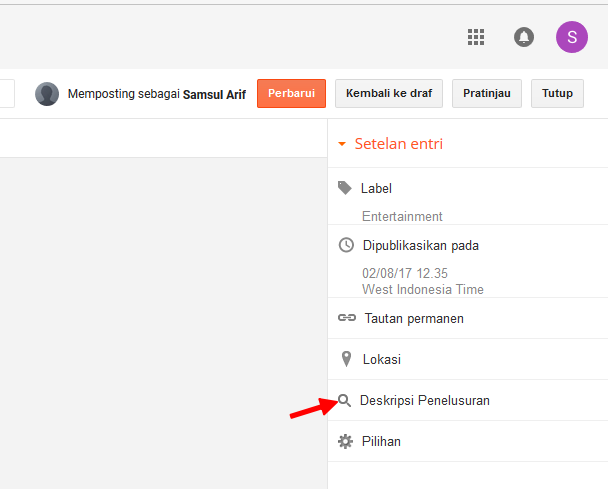 S
Memposting sebagai Samsul Arif Perbarui Kembali ke draf Pratinjau Tutup
Setelan entri
Label
Entertainment
Dipublikasikan pada
02/08/17 12.35
West Indonesia Time
Tautan permanen
Lokasi
Deskripsi Penelusuran
Pilihan